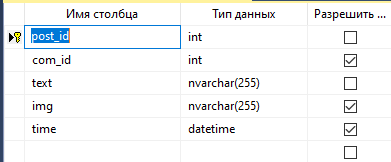 Имя столбца Тип данных Разрешить ...
post_id int
com_id int
text nvarchar(255)
img nvarchar(255)
time datetime